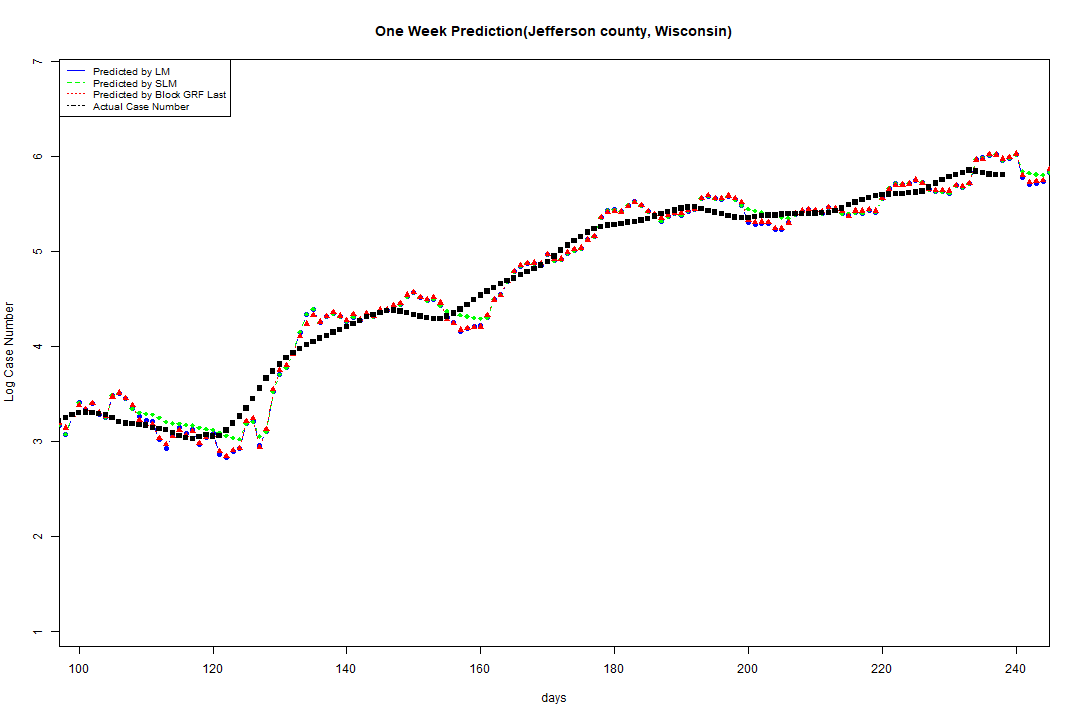 One Week Prediction(Jefferson county, Wisconsin)
Predicted by LM
Predicted by SLM
Predicted by Block GRF Last
Actual Case Number
7
6
5
4
3
2
1
Log Case Number
100 120 140 160 180 200 220 240
days